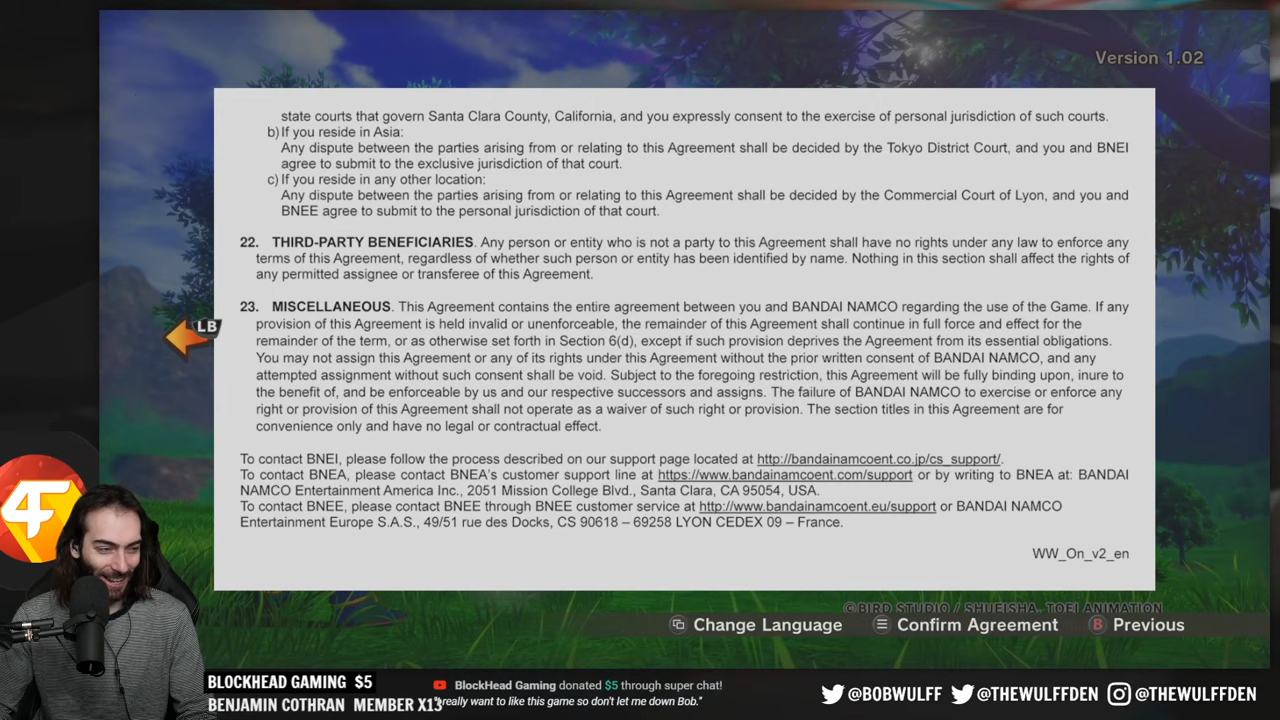 Version 1.02
state courts that govern Santa Clara County, California, and you expressly consent to the exercise of personal jurisdiction of such courts.
b) If you reside in Asia:
Any dispute between the parties arising from or relating to this Agreement shall be decided by the Tokyo District Court, and you and BNEI
agree to submit to the exclusive jurisdiction of that court.
c) If you reside in any other location:
Any dispute between the parties arising from or relating to this Agreement shall be decided by the Commercial Court of Lyon, and you and
BNEE agree to submit to the personal jurisdiction of that court.
22. THIRD-PARTY BENEFICIARIES. Any person or entity who is not a party to this Agreement shall have no rights under any law to enforce any
terms of this Agreement, regardless of whether such person or entity has been identified by name. Nothing in this section shall affect the rights of
any permitted assignee or transferee of this Agreement.
23. MISCELLANEOUS. This Agreement contains the entire agreement between you and BANDAI NAMCO regarding the use of the Game. If any
provision of this Agreement is held invalid or unenforceable, the remainder of this Agreement shall continue in full force and effect for the
remainder of the term, or as otherwise set forth in Section 6(d), except if such provision deprives the Agreement from its essential obligations.
You may not assign this Agreement or any of its rights under this Agreement without the prior written consent of BANDAI NAMCO, and any
attempted assignment without such consent shall be void. Subject to the foregoing restriction, this Agreement will be fully binding upon, inure to
the benefit of, and be enforceable by us and our respective successors and assigns. The failure of BANDAI NAMCO to exercise or enforce any
right or provision of this Agreement shall not operate as a waiver of such right or provision. The section titles in this Agreement are for
convenience only and have no legal or contractual effect.
LB
To contact BNEI, please follow the process described on our support page located at http://bandainamcoent.co.jp/cs_support/.
To contact BNEA, please contact BNEA's customer support line at https://www.bandainamcoent.com/support or by writing to BNEA at: BANDAI
NAMCO Entertainment America Inc., 2051 Mission College Blvd., Santa Clara, CA 95054, USA.
To contact BNEE, please contact BNEE through BNEE customer service at http://www.bandainamcoent.eu/support or BANDAI NAMCO
Entertainment Europe S.A.S., 49/51 rue des Docks, CS 90618 – 69258 LYON CEDEX 09 – France.
WW_On_v2_en
©BIRD STUDIO / SHUEISHA, TOEI ANIMATION
Change Language Confirm Agreement B Previous
4F
BLOCKHEAD GAMING $5
BENJAMIN COTHRAN MEMBER X13
BlockHead Gaming donated $5 through super chat!
"really want to like this game so don't let me down Bob."
@BOBWULFF @THEWULFFDEN @THEWULFFDEN